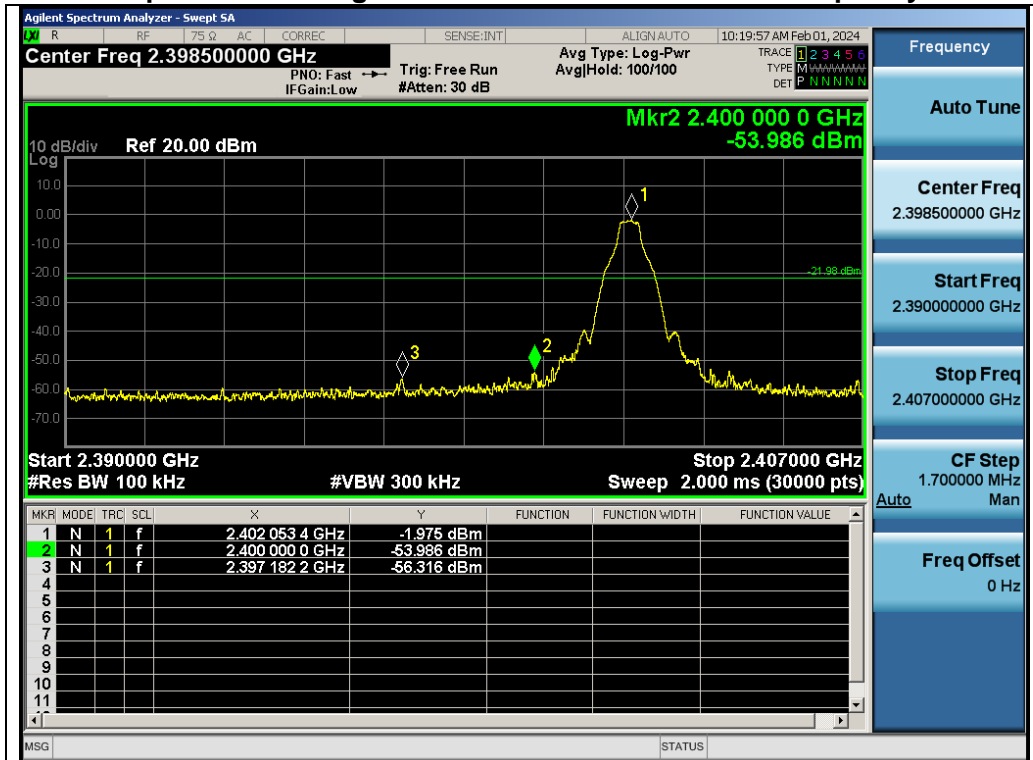 Agilent Spectrum Analyzer - Swept SA
LXI R RF 75 Ω AC CORREC SENSE:INT ALIGN AUTO 10:19:57 AM Feb 01, 2024
Center Freq 2.398500000 GHz
PNO: Fast
IFGain:Low
Trig: Free Run
#Atten: 30 dB
Avg Type: Log-Pwr
Avg|Hold: 100/100
TRACE 1 2 3 4 5 6
TYPE M
DET P N N N N N
Mkr2 2.400 000 0 GHz
-53.986 dBm
10 dB/div Ref 20.00 dBm
Log
10.0
0.00
-10.0
-20.0
-30.0
-40.0
-50.0
-60.0
-70.0
1
-21.98 dBm
2
3
Start 2.390000 GHz Stop 2.407000 GHz
#Res BW 100 kHz #VBW 300 kHz Sweep 2.000 ms (30000 pts)
MKR MODE TRC SCL X Y FUNCTION FUNCTION WIDTH FUNCTION VALUE
1 N 1 f 2.402 053 4 GHz -1.975 dBm
2 N 1 f 2.400 000 0 GHz -53.986 dBm
3 N 1 f 2.397 182 2 GHz -56.316 dBm
4
5
6
7
8
9
10
11
MSG STATUS
Frequency
Auto Tune
Center Freq
2.398500000 GHz
Start Freq
2.390000000 GHz
Stop Freq
2.407000000 GHz
CF Step
1.700000 MHz
Auto Man
Freq Offset
0 Hz